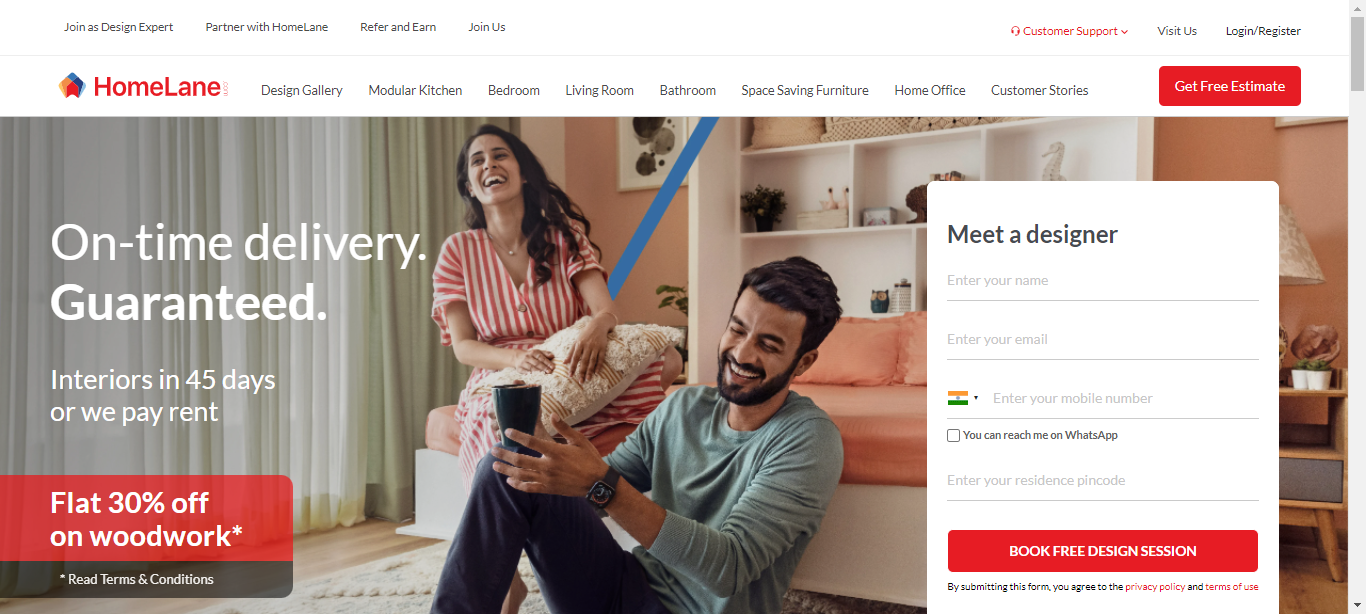 Join as Design Expert
Partner with HomeLane
Refer and Earn
Join Us
Customer Support
Visit Us
Login/Register
HomeLane
Design Gallery
Modular Kitchen
Bedroom
Living Room
Bathroom
Space Saving Furniture
Home Office
Customer Stories
Get Free Estimate
On-time delivery.
Guaranteed.
Interiors in 45 days
or we pay rent
Flat 30% off
on woodwork*
* Read Terms & Conditions
Meet a designer
Enter your name
Enter your email
Enter your mobile number
You can reach me on WhatsApp
Enter your residence pincode
BOOK FREE DESIGN SESSION
By submitting this form, you agree to the privacy policy and terms of use